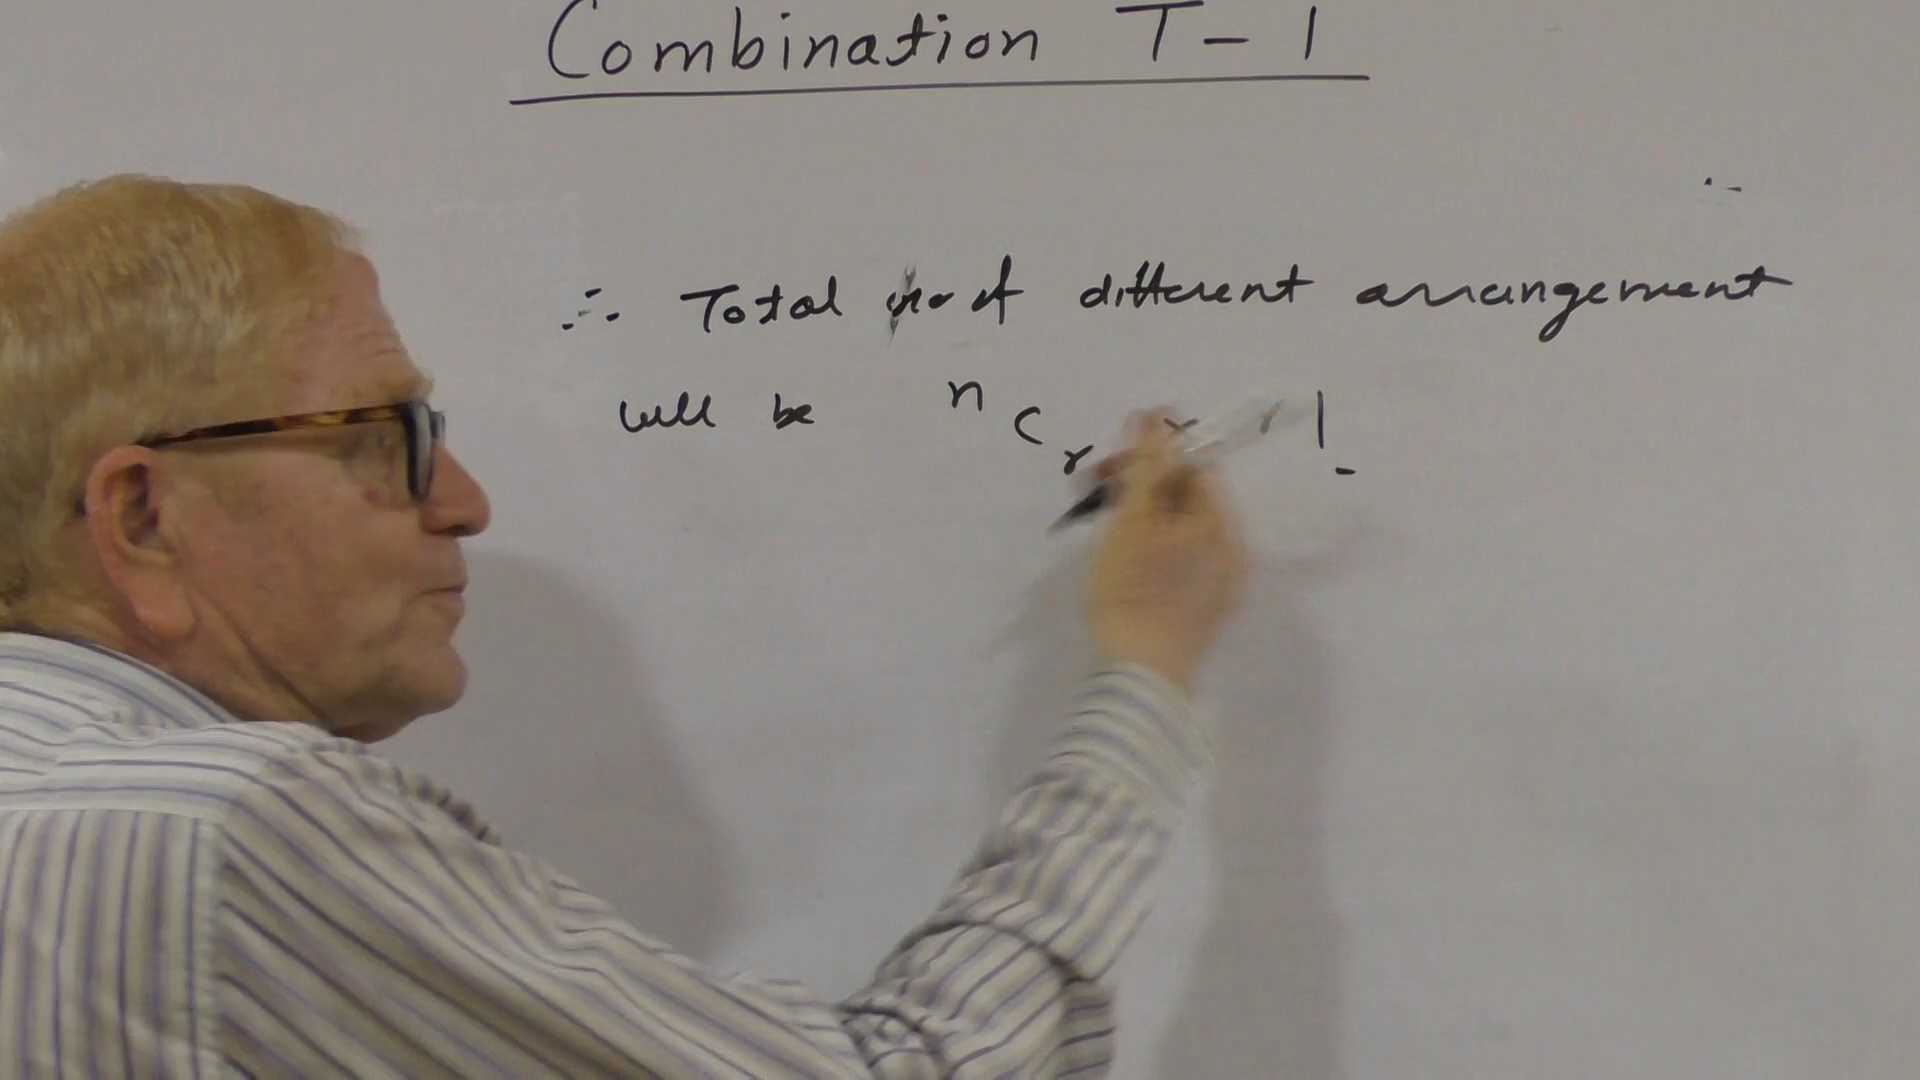 Combination T-1
∴ Total no of different arrangement
will be ⁿCᵣ × r!